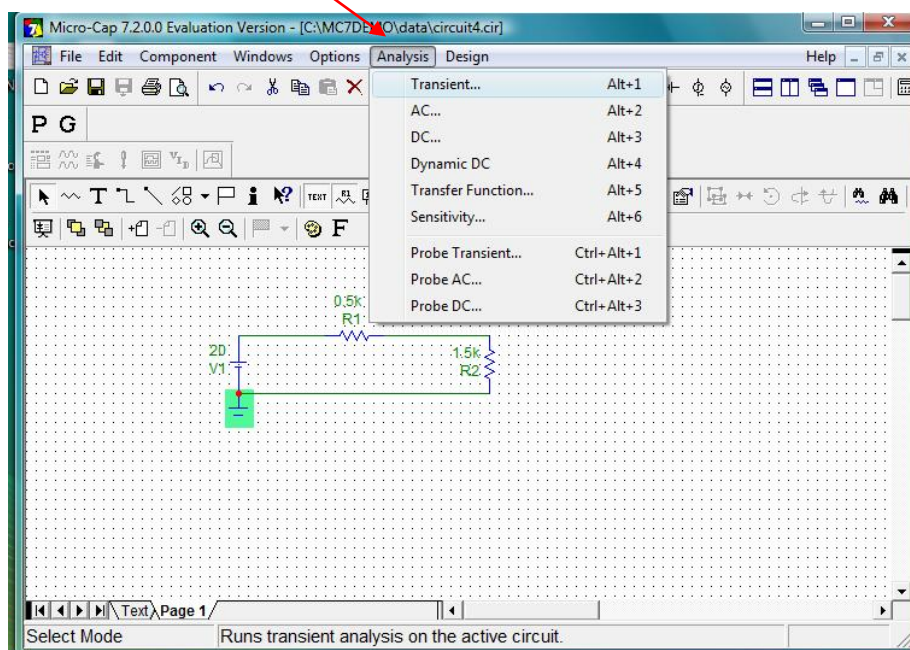 Micro-Cap 7.2.0.0 Evaluation Version - [C:\MC7DEMO\data\circuit4.cir]
File Edit Component Windows Options Analysis Design Help
P G
Transient... Alt+1
AC... Alt+2
DC... Alt+3
Dynamic DC Alt+4
Transfer Function... Alt+5
Sensitivity... Alt+6
Probe Transient... Ctrl+Alt+1
Probe AC... Ctrl+Alt+2
Probe DC... Ctrl+Alt+3
T TEXT R1
F
0.5k
R1
20
V1
1.5k
R2
Text Page 1
Select Mode Runs transient analysis on the active circuit.